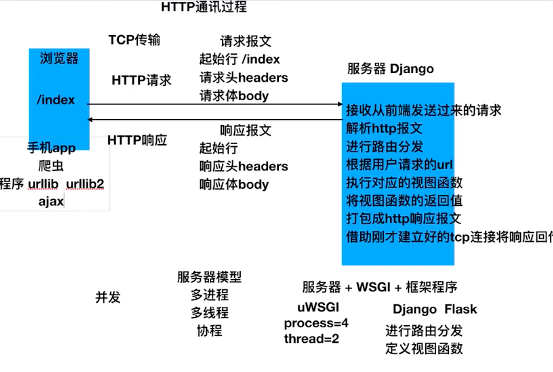 HTTP通讯过程
TCP传输
请求报文
浏览器
起始行 /index
服务器 Django
HTTP请求
请求头headers
/index
请求体body
接收从前端发送过来的请求
解析http报文
进行路由分发
根据用户请求的url
执行对应的视图函数
将视图函数的返回值
打包成http响应报文
借助刚才建立好的tcp连接将响应回传
HTTP响应
响应报文
起始行
响应头headers
响应体body
手机app
爬虫
程序 urllib urllib2
ajax
并发
服务器模型
多进程
多线程
协程
服务器 + WSGI + 框架程序
uWSGI
process=4
thread=2
Django Flask
进行路由分发
定义视图函数